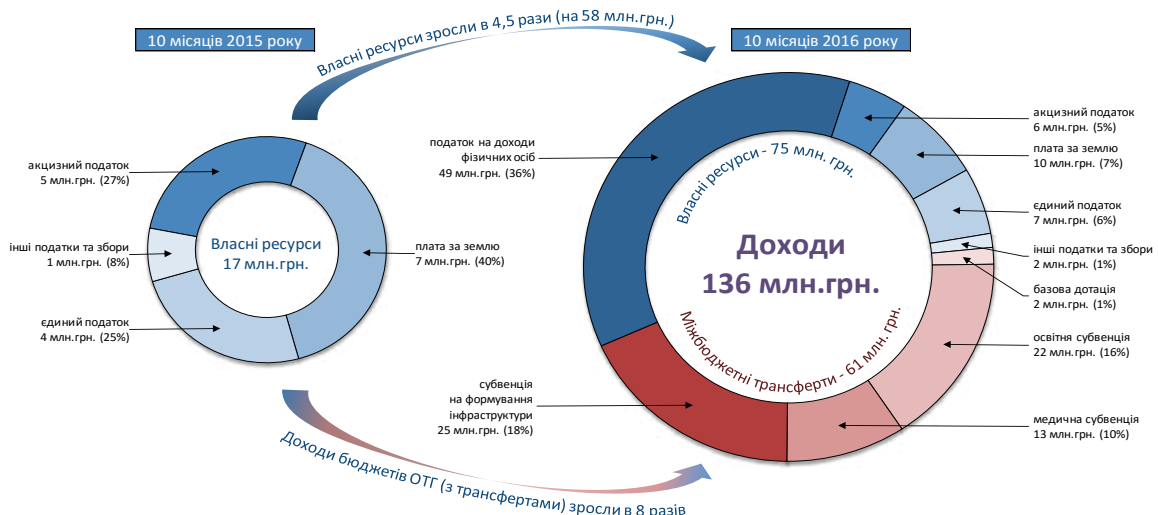 Власні ресурси зросли в 4,5 рази (на 58 млн.грн.)
10 місяців 2015 року
10 місяців 2016 року
акцизний податок
5 млн.грн. (27%)
інші податки та збори
1 млн.грн. (8%)
єдиний податок
4 млн.грн. (25%)
Власні ресурси
17 млн.грн.
плата за землю
7 млн.грн. (40%)
податок на доходи
фізичних осіб
49 млн.грн. (36%)
субвенція
на формування
інфраструктури
25 млн.грн. (18%)
Власні ресурси - 75 млн. грн.
Доходи
136 млн.грн.
Міжбюджетні трансферти - 61 млн. грн.
акцизний податок
6 млн.грн. (5%)
плата за землю
10 млн.грн. (7%)
єдиний податок
7 млн.грн. (6%)
інші податки та збори
2 млн.грн. (1%)
базова дотація
2 млн.грн. (1%)
освітня субвенція
22 млн.грн. (16%)
медична субвенція
13 млн.грн. (10%)
Доходи бюджетів ОТГ (з трансфертами) зросли в 8 разів